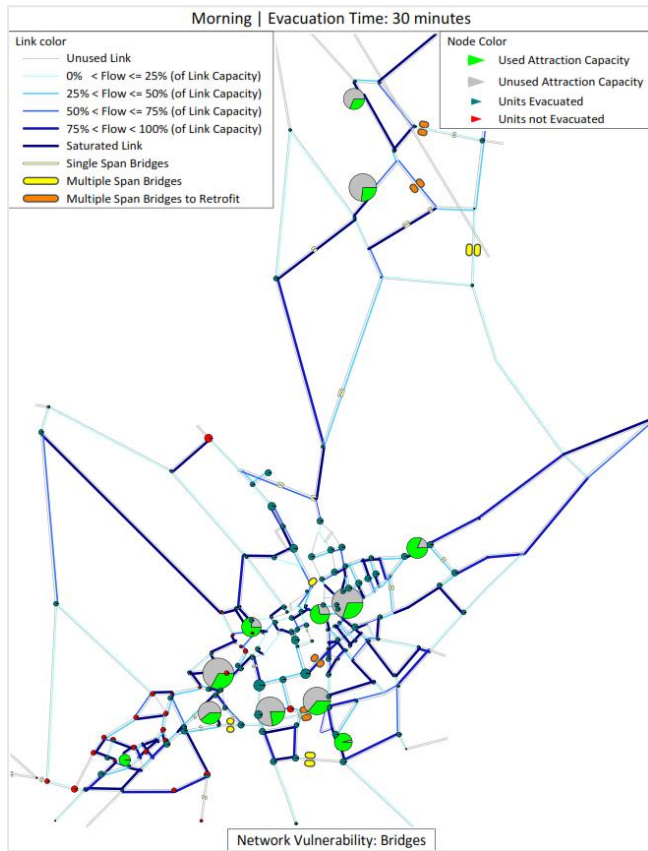 Morning | Evacuation Time: 30 minutes
Link color
Unused Link
0% < Flow <= 25% (of Link Capacity)
25% < Flow <= 50% (of Link Capacity)
50% < Flow <= 75% (of Link Capacity)
75% < Flow < 100% (of Link Capacity)
Saturated Link
Single Span Bridges
Multiple Span Bridges
Multiple Span Bridges to Retrofit
Node Color
Used Attraction Capacity
Unused Attraction Capacity
Units Evacuated
Units not Evacuated
Network Vulnerability: Bridges